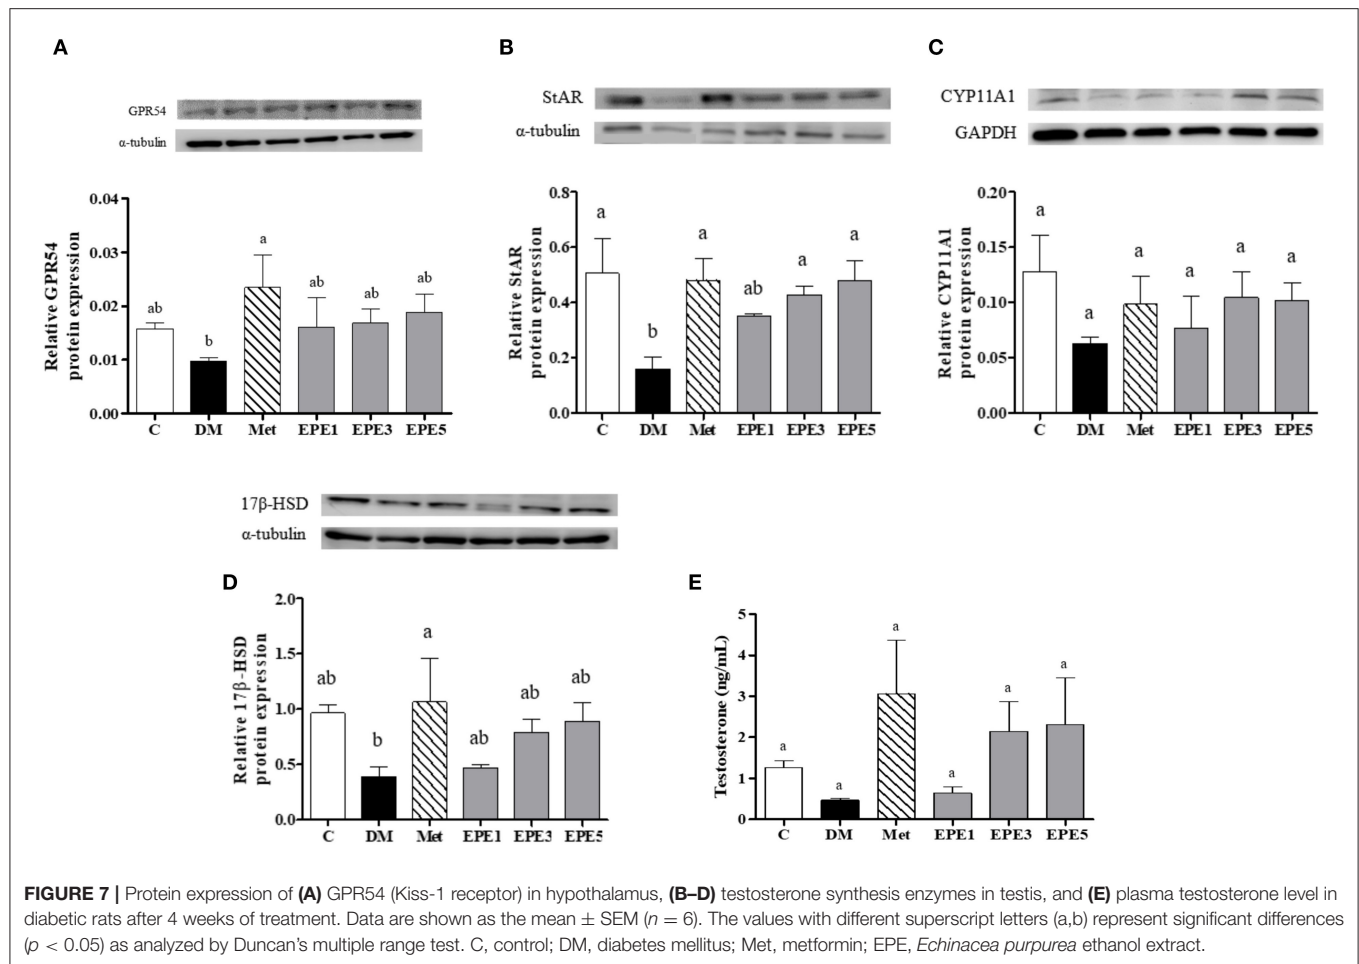 A
B
C
GPR54
α-tubulin
StAR
α-tubulin
CYP11A1
GAPDH
Relative GPR54
protein expression
0.04
0.03
0.02
0.01
0.00
ab
b
a
ab
ab
ab
C DM Met EPE1 EPE3 EPE5
Relative StAR
protein expression
0.8
0.6
0.4
0.2
0.0
a
b
a
ab
a
a
C DM Met EPE1 EPE3 EPE5
Relative CYP11A1
protein expression
0.20
0.15
0.10
0.05
0.00
a
a
a
a
a
a
C DM Met EPE1 EPE3 EPE5
17β-HSD
α-tubulin
D
Relative 17β-HSD
protein expression
2.0
1.5
1.0
0.5
0.0
ab
b
a
ab
ab
ab
C DM Met EPE1 EPE3 EPE5
E
Testosterone (ng/mL)
5
4
3
2
1
0
a
a
a
a
a
a
C DM Met EPE1 EPE3 EPE5
FIGURE 7 | Protein expression of (A) GPR54 (Kiss-1 receptor) in hypothalamus, (B–D) testosterone synthesis enzymes in testis, and (E) plasma testosterone level in
diabetic rats after 4 weeks of treatment. Data are shown as the mean ± SEM (n = 6). The values with different superscript letters (a,b) represent significant differences
(p < 0.05) as analyzed by Duncan's multiple range test. C, control; DM, diabetes mellitus; Met, metformin; EPE, Echinacea purpurea ethanol extract.